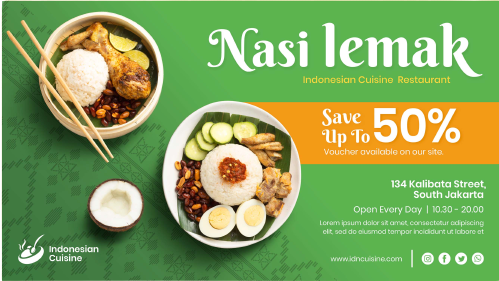 Nasi lemak
Indonesian Cuisine Restaurant
Save
Up To 50%
Voucher available on our site.
134 Kalibata Street,
South Jakarta
Open Every Day | 10.30 - 20.00
Lorem ipsum dolor sit amet, consectetur adipiscing
elit, sed do eiusmod tempor incididunt ut labore et
www.idncuisine.com
Indonesian
Cuisine